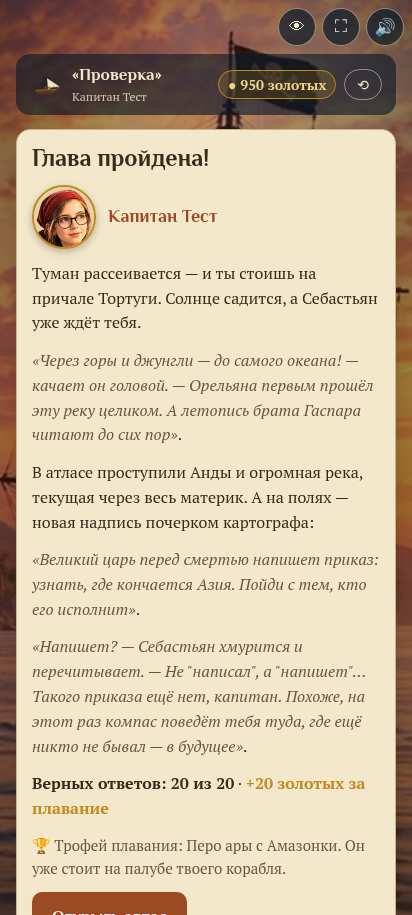 «Проверка»
Капитан Тест
● 950 золотых
Глава пройдена!
Капитан Тест
Туман рассеивается — и ты стоишь на
причале Тортуги. Солнце садится, а Себастьян
уже ждёт тебя.
«Через горы и джунгли — до самого океана! —
качает он головой. — Орельяна первым прошёл
эту реку целиком. А летопись брата Гаспара
читают до сих пор».
В атласе проступили Анды и огромная река,
текущая через весь материк. А на полях —
новая надпись почерком картографа:
«Великий царь перед смертью напишет приказ:
узнать, где кончается Азия. Пойди с тем, кто
его исполнит».
«Напишет? — Себастьян хмурится и
перечитывает. — Не "написал", а "напишет"...
Такого приказа ещё нет, капитан. Похоже, на
этот раз компас поведёт тебя туда, где ещё
никто не бывал — в будущее».
Верных ответов: 20 из 20 · +20 золотых за
плавание
🏆 Трофей плавания: Перо ары с Амазонки. Он
уже стоит на палубе твоего корабля.